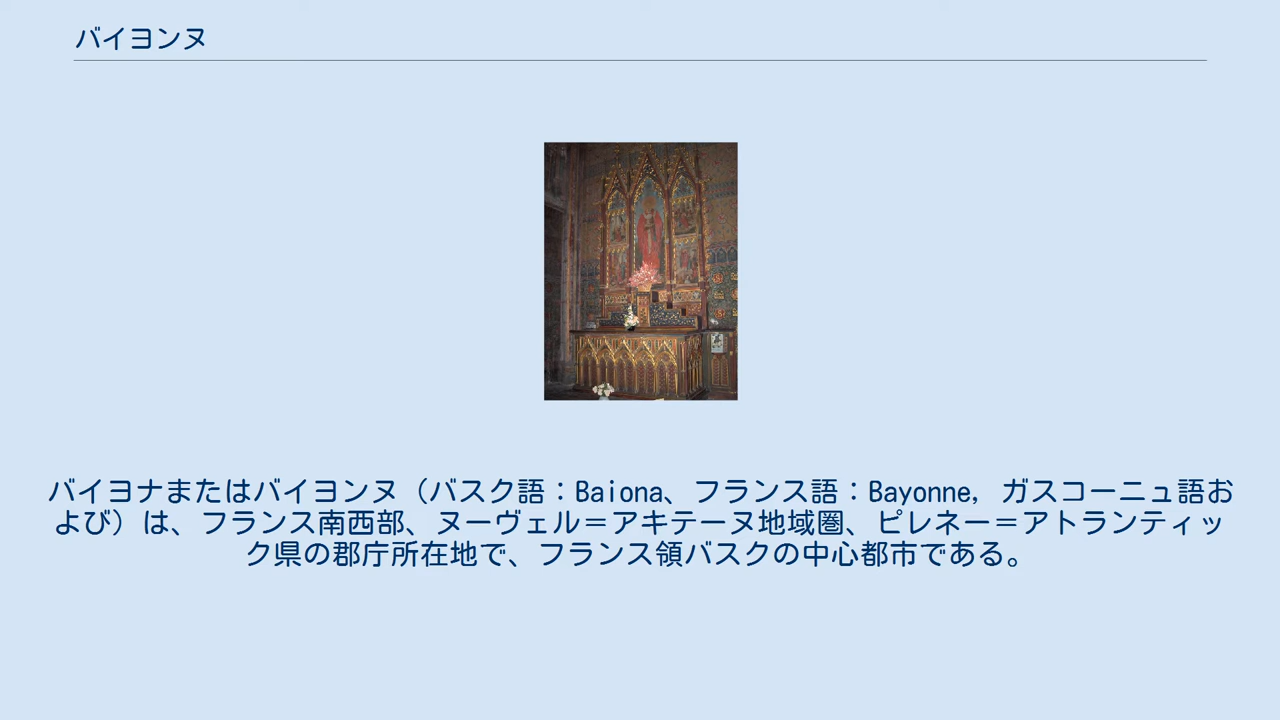 バイヨンヌ
バイヨナまたはバイヨンヌ（バスク語：Baiona、フランス語：Bayonne, ガスコーニュ語お
よび）は、フランス南西部、ヌーヴェル＝アキテーヌ地域圏、ピレネー＝アトランティッ
ク県の郡庁所在地で、フランス領バスクの中心都市である。